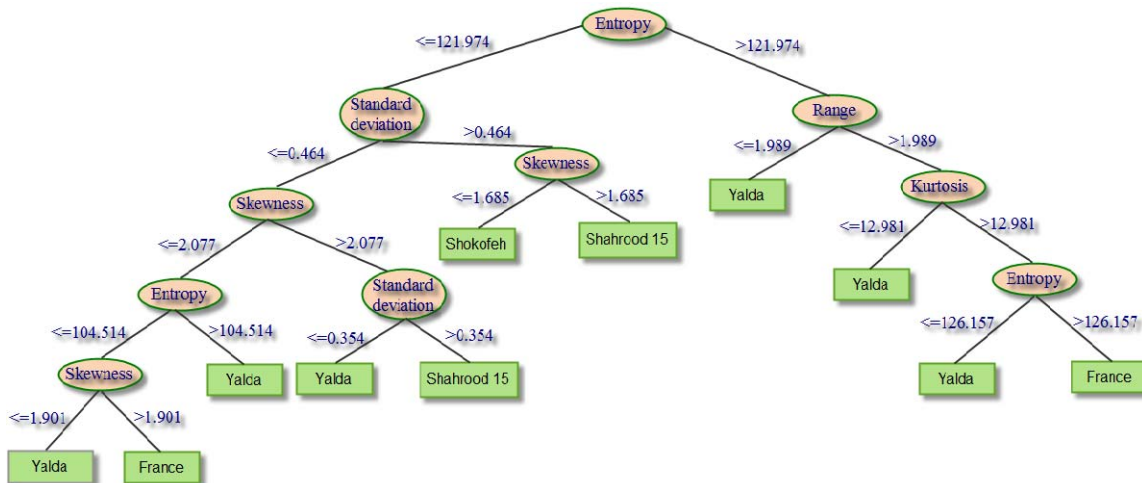 Entropy
<=121.974
>121.974
Standard
deviation
Range
>0.464
<=0.464
<=1.989
>1.989
Skewness
Yalda
Kurtosis
Skewness
<=1.685
>1.685
<=12.981
>12.981
<=2.077
>2.077
Shokofeh
Shahrood 15
Entropy
Standard
deviation
Yalda
Entropy
<=104.514
>104.514
<=0.354
>0.354
<=126.157
>126.157
Skewness
Yalda
Yalda
Shahrood 15
Yalda
France
<=1.901
>1.901
Yalda
France